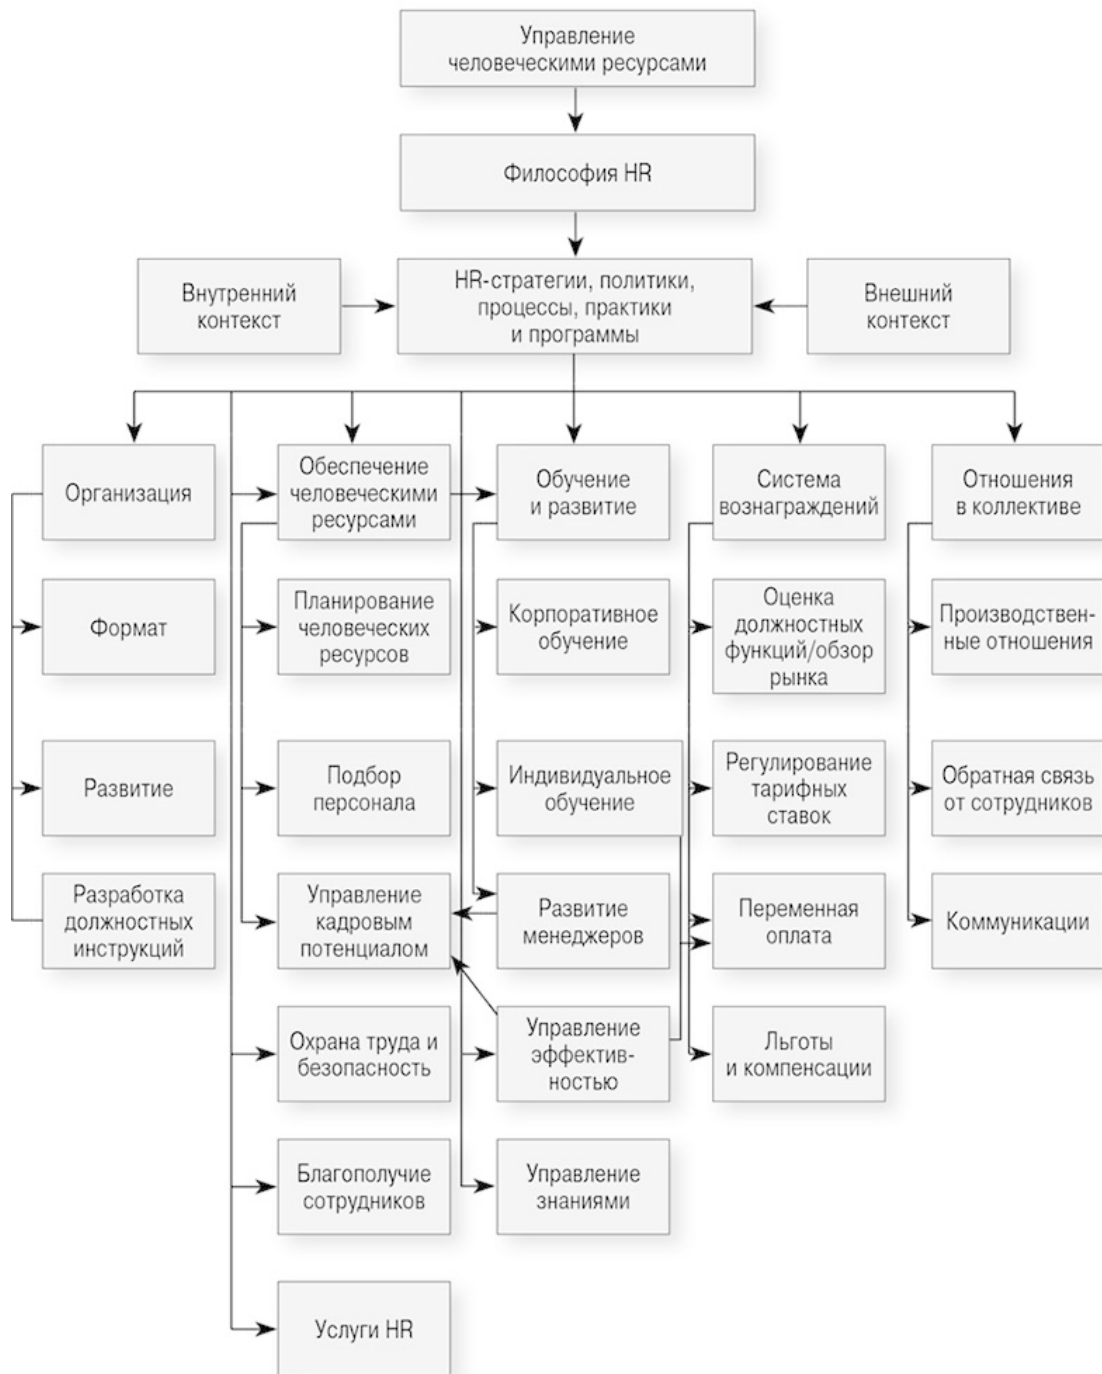 Управление
человеческими ресурсами
Философия HR
Внутренний
контекст
HR-стратегии, политики,
процессы, практики
и программы
Внешний
контекст
Организация
Обеспечение
человеческими
ресурсами
Обучение
и развитие
Система
вознаграждений
Отношения
в коллективе
Формат
Планирование
человеческих
ресурсов
Корпоративное
обучение
Оценка
должностных
функций/обзор
рынка
Производствен-
ные отношения
Развитие
Подбор
персонала
Индивидуальное
обучение
Регулирование
тарифных
ставок
Обратная связь
от сотрудников
Разработка
должностных
инструкций
Управление
кадровым
потенциалом
Развитие
менеджеров
Переменная
оплата
Коммуникации
Охрана труда и
безопасность
Управление
эффектив-
ностью
Льготы
и компенсации
Благополучие
сотрудников
Управление
знаниями
Услуги HR